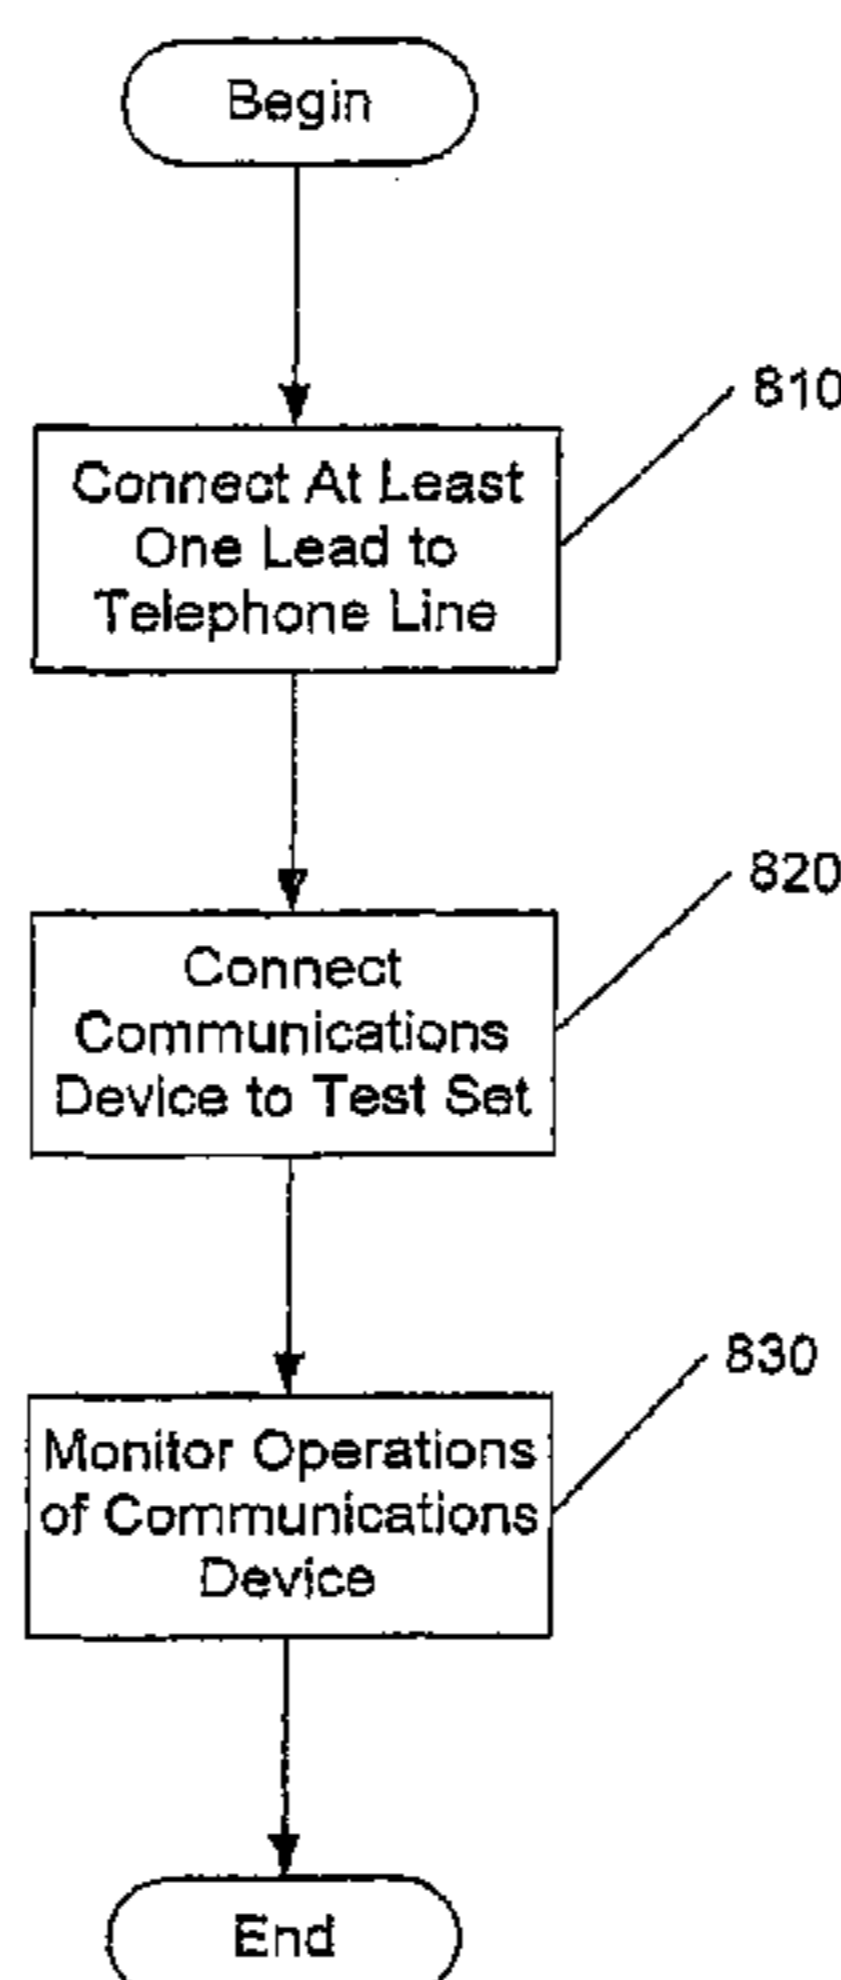 Begin
810
Connect At Least
One Lead to
Telephone Line
820
Connect
Communications
Device to Test Set
830
Monitor Operations
of Communications
Device
End